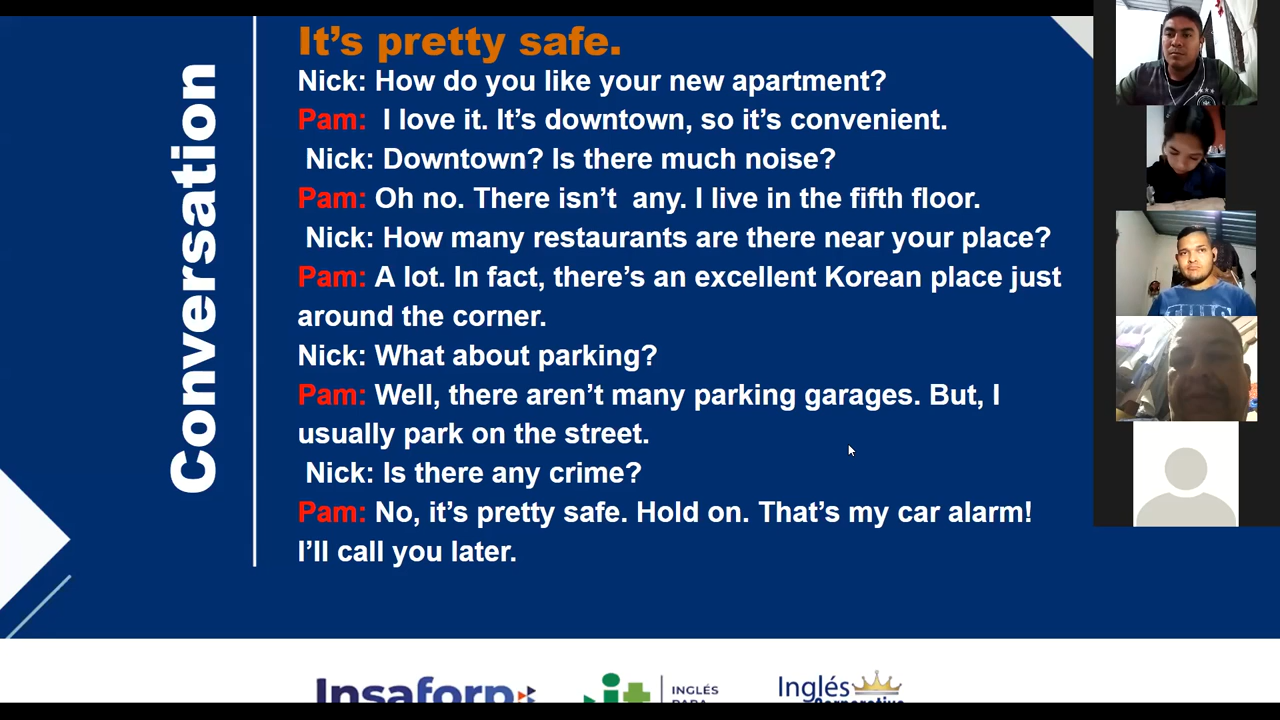 Conversation
It's pretty safe.
Nick: How do you like your new apartment?
Pam: I love it. It's downtown, so it's convenient.
Nick: Downtown? Is there much noise?
Pam: Oh no. There isn't any. I live in the fifth floor.
Nick: How many restaurants are there near your place?
Pam: A lot. In fact, there's an excellent Korean place just
around the corner.
Nick: What about parking?
Pam: Well, there aren't many parking garages. But, I
usually park on the street.
Nick: Is there any crime?
Pam: No, it's pretty safe. Hold on. That's my car alarm!
I'll call you later.
Insaforp
it
INGLÉS
PARA
Inglés
Corporativo